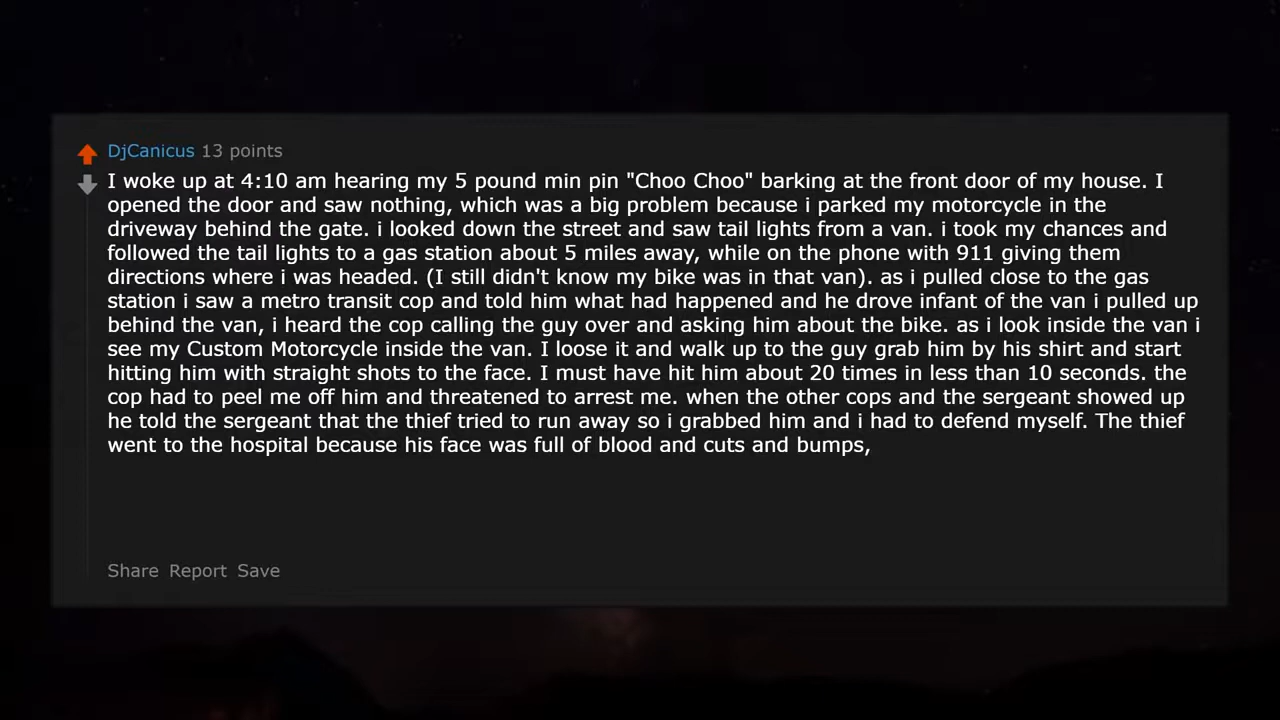 DjCanicus 13 points
I woke up at 4:10 am hearing my 5 pound min pin "Choo Choo" barking at the front door of my house. I
opened the door and saw nothing, which was a big problem because i parked my motorcycle in the
driveway behind the gate. i looked down the street and saw tail lights from a van. i took my chances and
followed the tail lights to a gas station about 5 miles away, while on the phone with 911 giving them
directions where i was headed. (I still didn't know my bike was in that van). as i pulled close to the gas
station i saw a metro transit cop and told him what had happened and he drove infant of the van i pulled up
behind the van, i heard the cop calling the guy over and asking him about the bike. as i look inside the van i
see my Custom Motorcycle inside the van. I loose it and walk up to the guy grab him by his shirt and start
hitting him with straight shots to the face. I must have hit him about 20 times in less than 10 seconds. the
cop had to peel me off him and threatened to arrest me. when the other cops and the sergeant showed up
he told the sergeant that the thief tried to run away so i grabbed him and i had to defend myself. The thief
went to the hospital because his face was full of blood and cuts and bumps,
Share Report Save